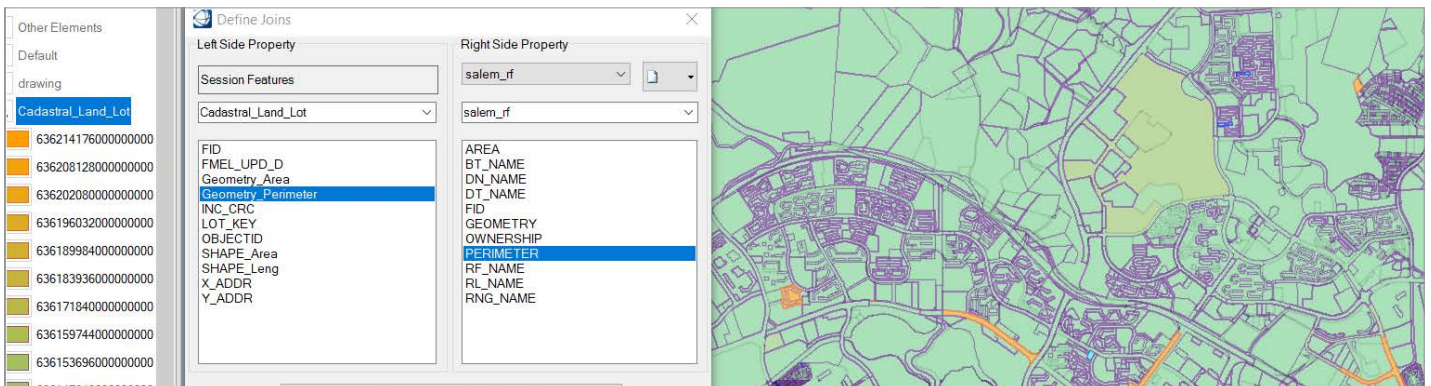 Other Elements
Default
drawing
Cadastral_Land_Lot
636214176000000000
636208128000000000
636202080000000000
636196032000000000
636189984000000000
636183936000000000
636171840000000000
636159744000000000
636153696000000000
Define Joins
Left Side Property
Session Features
Cadastral_Land_Lot
FID
FMEL_UPD_D
Geometry_Area
Geometry_Perimeter
INC_CRC
LOT_KEY
OBJECTID
SHAPE_Area
SHAPE_Leng
X_ADDR
Y_ADDR
Right Side Property
salem_rf
salem_rf
AREA
BT_NAME
DN_NAME
DT_NAME
FID
GEOMETRY
OWNERSHIP
PERIMETER
RF_NAME
RL_NAME
RNG_NAME